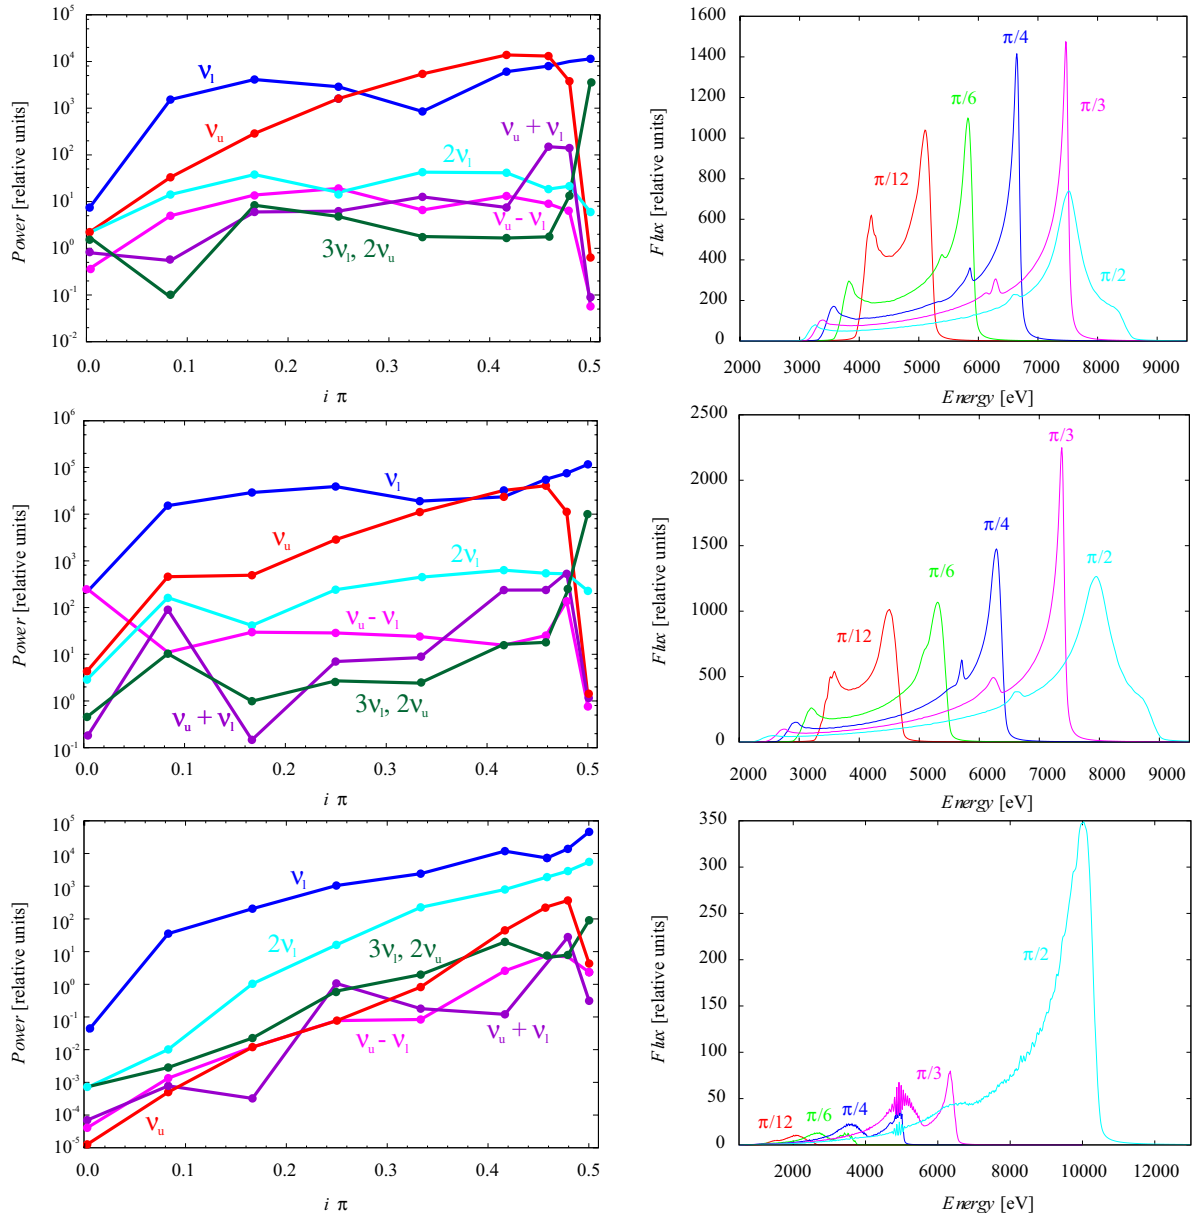 Power [relative units]
10^5
10^4
10^3
10^2
10^1
10^0
10^-1
10^-2
ν_l
ν_u
ν_u + ν_l
2ν_l
ν_u - ν_l
3ν_l, 2ν_u
0.0 0.1 0.2 0.3 0.4 0.5
i π
Flux [relative units]
1600
1400
1200
1000
800
600
400
200
0
π/12
π/6
π/4
π/3
π/2
2000 3000 4000 5000 6000 7000 8000 9000
Energy [eV]
Power [relative units]
10^6
10^5
10^4
10^3
10^2
10^1
10^0
10^-1
ν_l
ν_u
2ν_l
ν_u - ν_l
3ν_l, 2ν_u
ν_u + ν_l
0.0 0.1 0.2 0.3 0.4 0.5
i π
Flux [relative units]
2500
2000
1500
1000
500
0
π/12
π/6
π/4
π/3
π/2
2000 3000 4000 5000 6000 7000 8000 9000
Energy [eV]
Power [relative units]
10^5
10^4
10^3
10^2
10^1
10^0
10^-1
10^-2
10^-3
10^-4
10^-5
ν_l
2ν_l
3ν_l, 2ν_u
ν_u - ν_l
ν_u + ν_l
ν_u
0.0 0.1 0.2 0.3 0.4 0.5
i π
Flux [relative units]
350
300
250
200
150
100
50
0
π/12
π/6
π/4
π/3
π/2
2000 4000 6000 8000 10000 12000
Energy [eV]